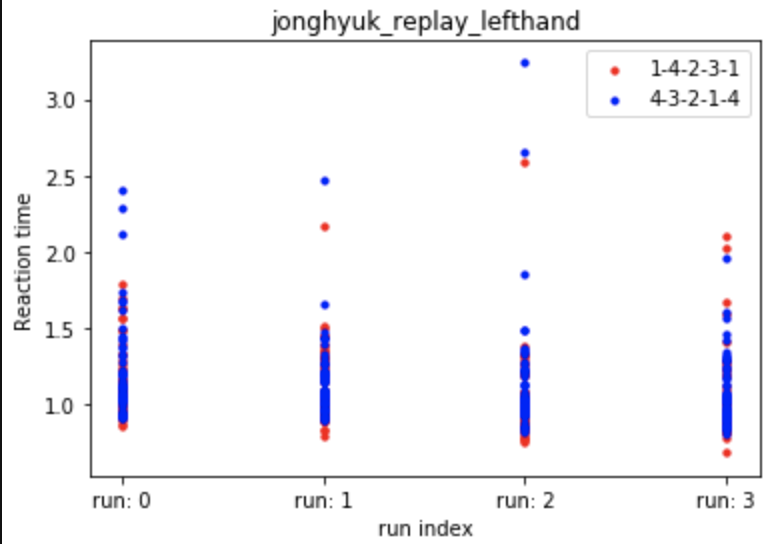 jonghyuk_replay_lefthand
1-4-2-3-1
4-3-2-1-4
3.0
2.5
2.0
1.5
1.0
Reaction time
run: 0 run: 1 run: 2 run: 3
run index